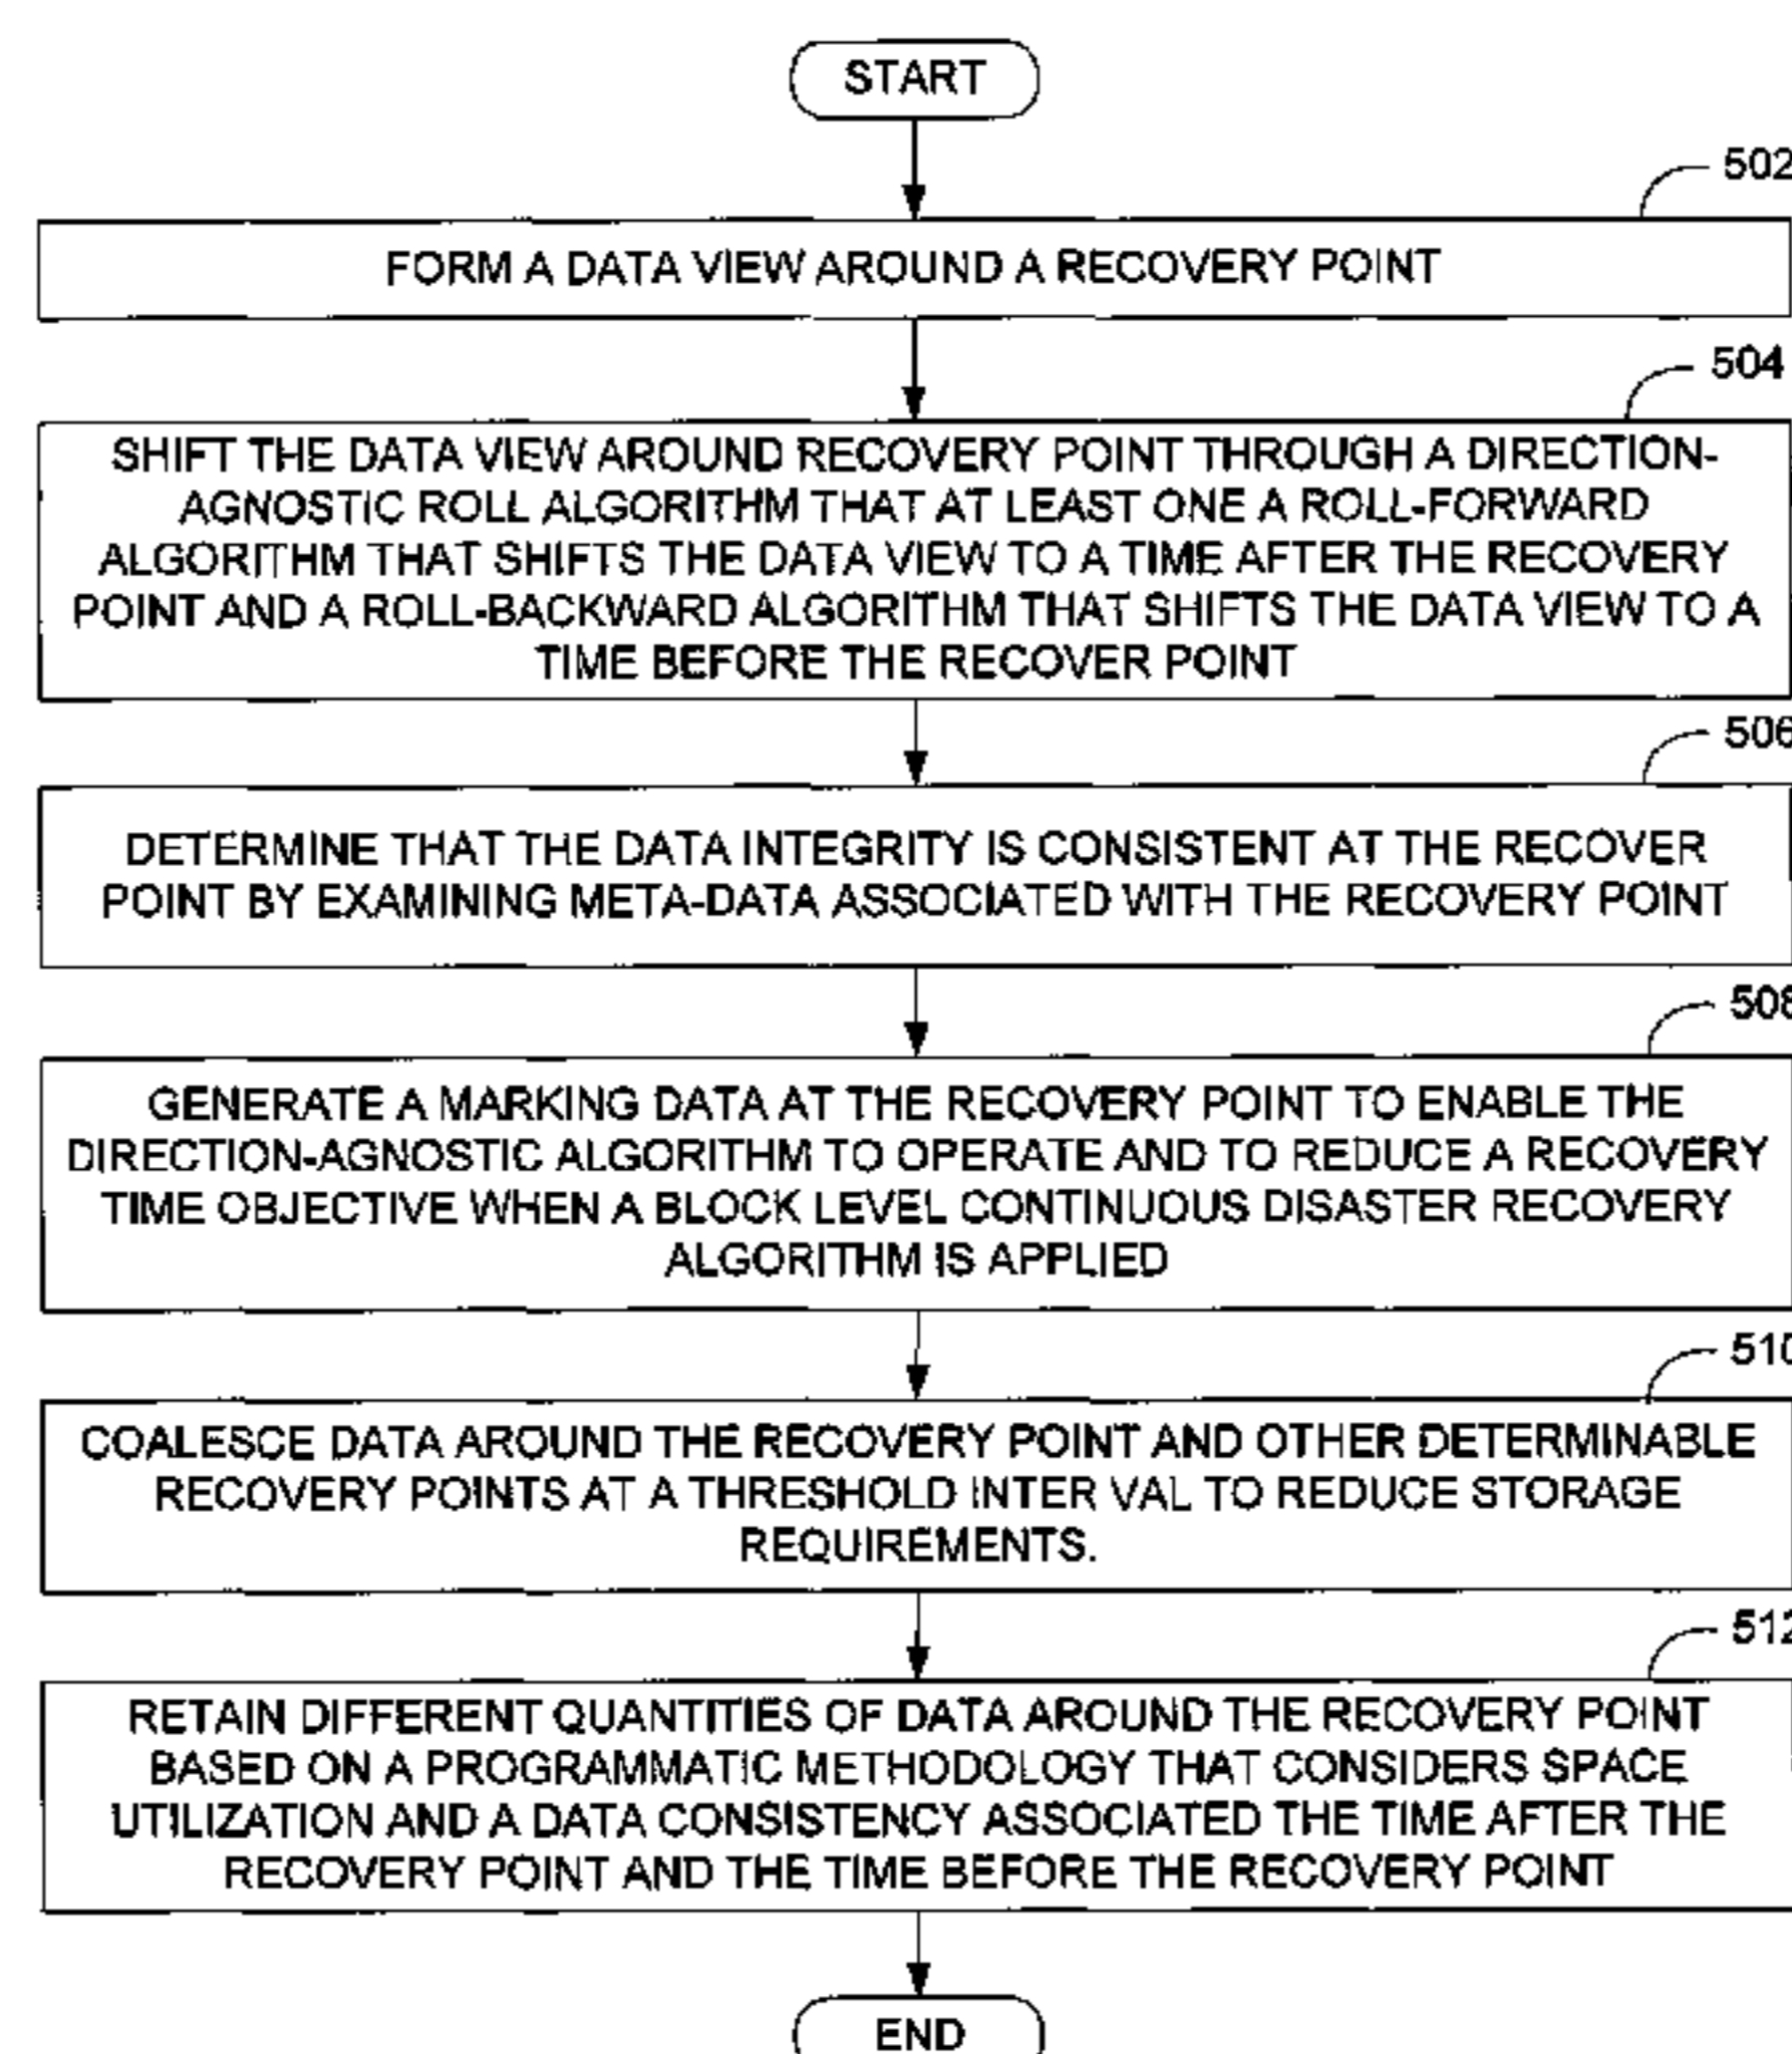 START
502
FORM A DATA VIEW AROUND A RECOVERY POINT
504
SHIFT THE DATA VIEW AROUND RECOVERY POINT THROUGH A DIRECTION-
AGNOSTIC ROLL ALGORITHM THAT AT LEAST ONE A ROLL-FORWARD
ALGORITHM THAT SHIFTS THE DATA VIEW TO A TIME AFTER THE RECOVERY
POINT AND A ROLL-BACKWARD ALGORITHM THAT SHIFTS THE DATA VIEW TO A
TIME BEFORE THE RECOVER POINT
506
DETERMINE THAT THE DATA INTEGRITY IS CONSISTENT AT THE RECOVER
POINT BY EXAMINING META-DATA ASSOCIATED WITH THE RECOVERY POINT
508
GENERATE A MARKING DATA AT THE RECOVERY POINT TO ENABLE THE
DIRECTION-AGNOSTIC ALGORITHM TO OPERATE AND TO REDUCE A RECOVERY
TIME OBJECTIVE WHEN A BLOCK LEVEL CONTINUOUS DISASTER RECOVERY
ALGORITHM IS APPLIED
510
COALESCE DATA AROUND THE RECOVERY POINT AND OTHER DETERMINABLE
RECOVERY POINTS AT A THRESHOLD INTER VAL TO REDUCE STORAGE
REQUIREMENTS.
512
RETAIN DIFFERENT QUANTITIES OF DATA AROUND THE RECOVERY POINT
BASED ON A PROGRAMMATIC METHODOLOGY THAT CONSIDERS SPACE
UTILIZATION AND A DATA CONSISTENCY ASSOCIATED THE TIME AFTER THE
RECOVERY POINT AND THE TIME BEFORE THE RECOVERY POINT
END